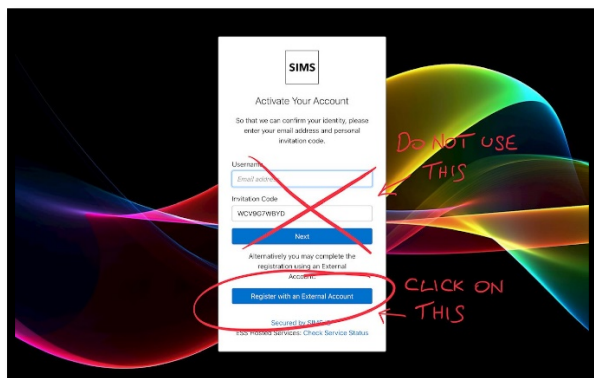 SIMS
Activate Your Account
So that we can confirm your identity, please
enter your email address and personal
invitation code.
DO NOT USE
THIS
Username
Email address
Invitation Code
WCV9G7WBYD
Next
Alternatively you may complete the
registration using an External
Account.
CLICK ON
THIS
Register with an External Account
Secured by SIMS
Hosted Services: Check Service Status